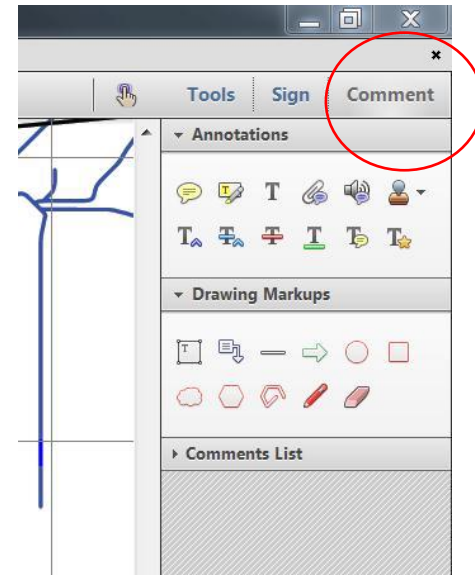 Tools Sign Comment
Annotations
T
T T T T T T
Drawing Markups
T
Comments List